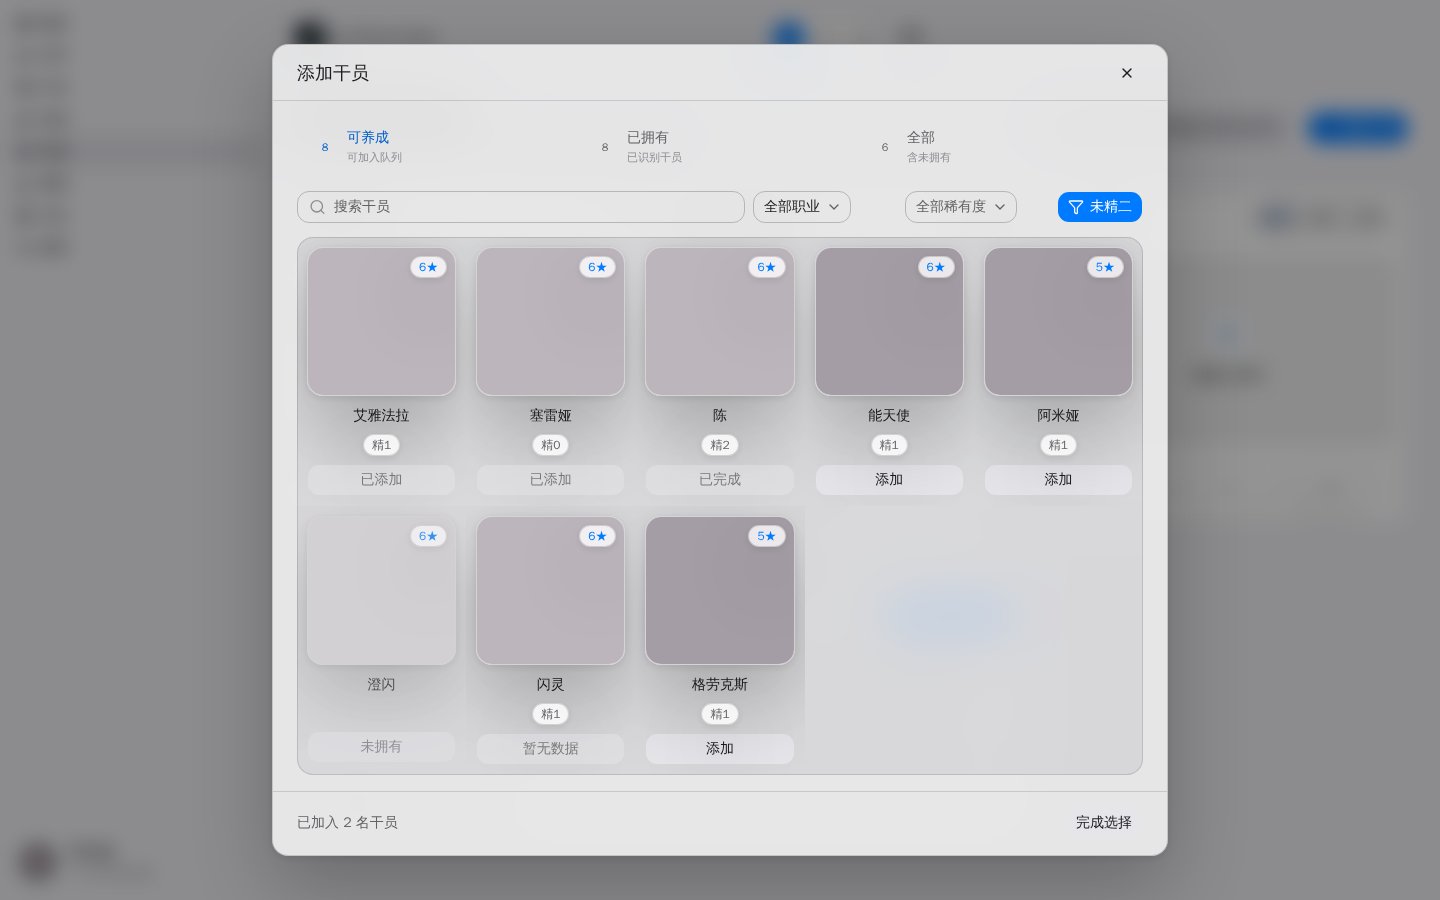 添加干员
8
可养成
可加入队列
8
已拥有
已识别干员
6
全部
含未拥有
搜索干员
全部职业
全部稀有度
未精二
6★
6★
6★
6★
5★
艾雅法拉
塞雷娅
陈
能天使
阿米娅
精1
精0
精2
精1
精1
已添加
已添加
已完成
添加
添加
6★
6★
5★
澄闪
闪灵
格劳克斯
精1
精1
未拥有
暂无数据
添加
已加入 2 名干员
完成选择